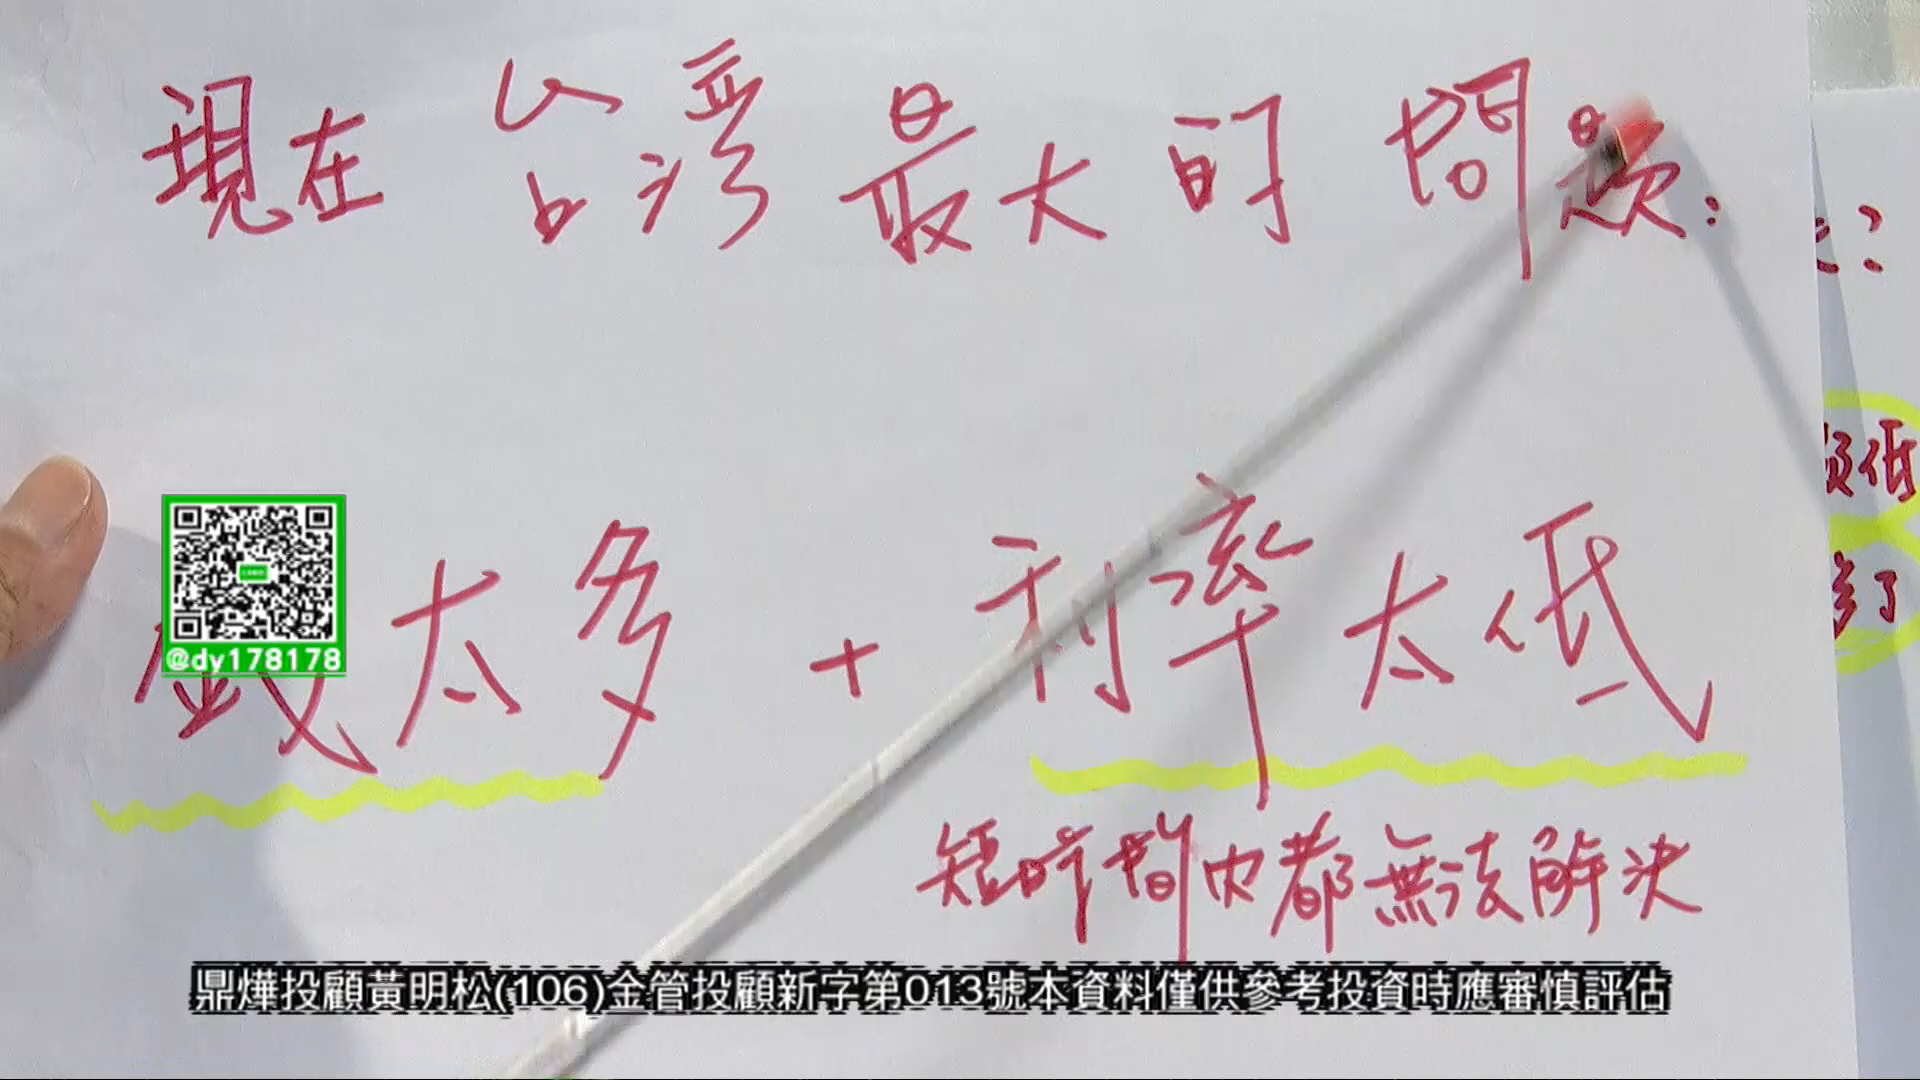 現在台灣最大的問題:
錢太多 + 利率太低
短時間內都無法解決
低
了
@dy178178
鼎燁投顧黃明松(106)金管投顧新字第013號本資料僅供參考投資時應審慎評估